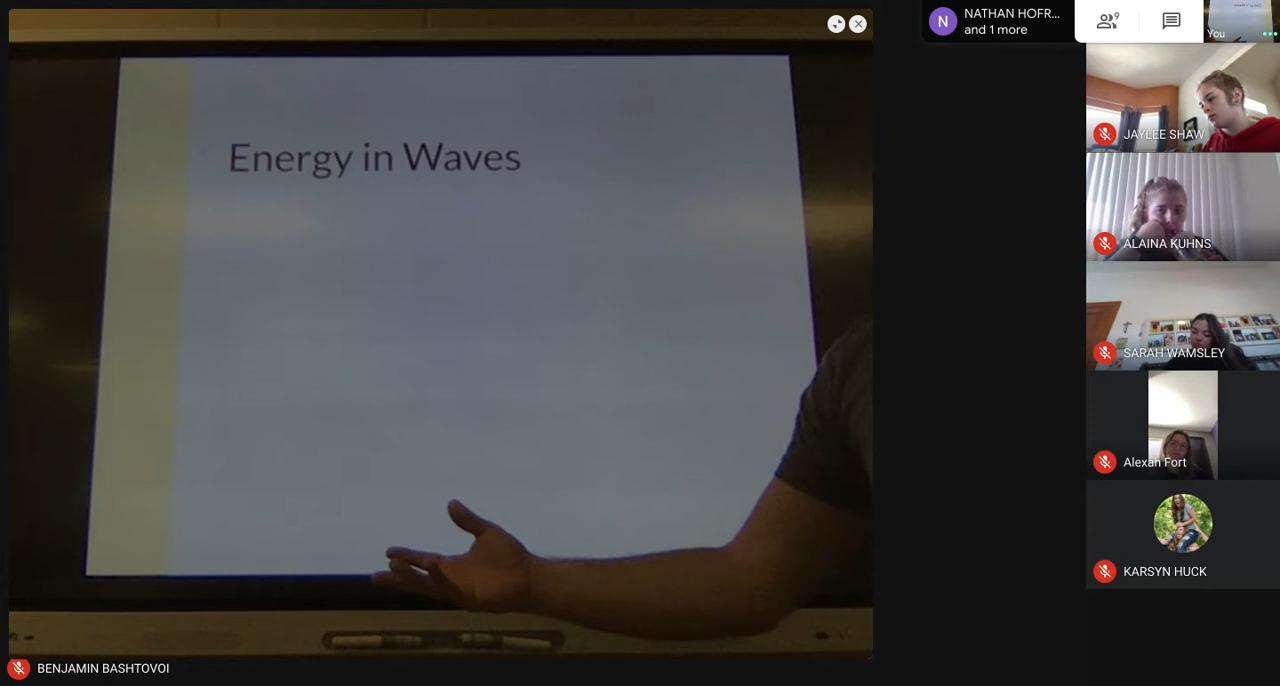 NATHAN HOFR...
and 1 more
9
You
Energy in Waves
JAYLEE SHAW
ALAINA KUHNS
SARAH WAMSLEY
Alexan Fort
N
KARSYN HUCK
BENJAMIN BASHTOVOI